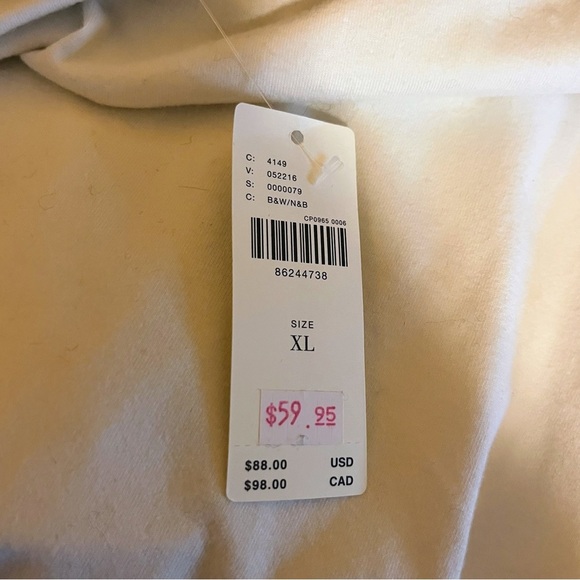 C: 4149
V: 052216
S: 0000079
C: B&W/N&B
CP0965 0006
86244738
SIZE
XL
$59.95
$88.00 USD
$98.00 CAD